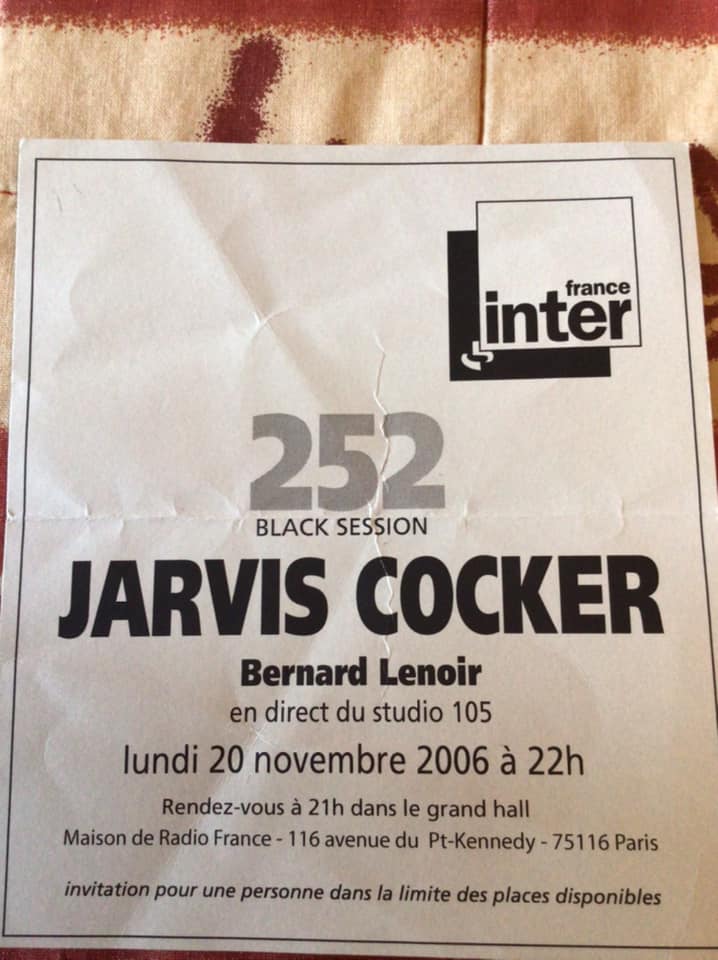 france
inter
252
BLACK SESSION
JARVIS COCKER
Bernard Lenoir
en direct du studio 105
lundi 20 novembre 2006 à 22h
Rendez-vous à 21h dans le grand hall
Maison de Radio France - 116 avenue du Pt-Kennedy - 75116 Paris
invitation pour une personne dans la limite des places disponibles